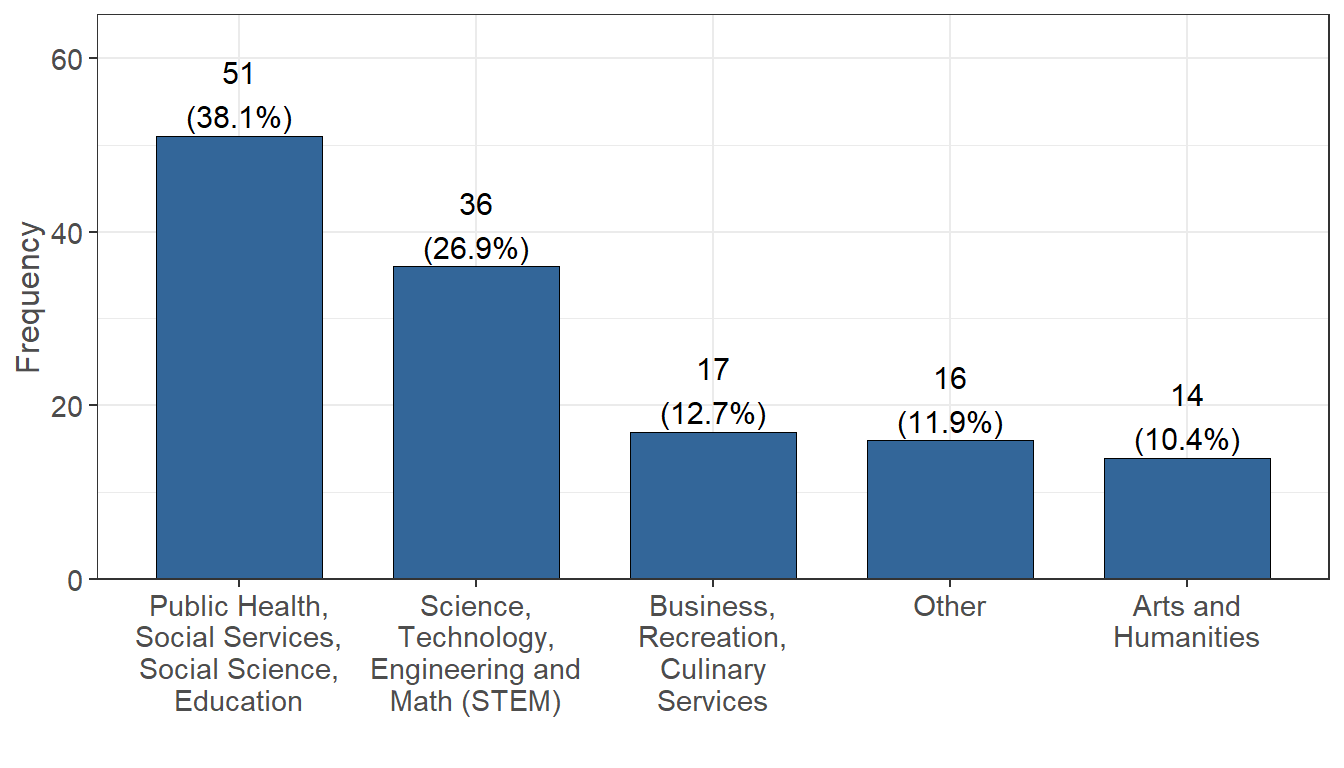 Frequency
60
40
20
0
51
(38.1%)
36
(26.9%)
17
(12.7%)
16
(11.9%)
14
(10.4%)
Public Health,
Social Services,
Social Science,
Education
Science,
Technology,
Engineering and
Math (STEM)
Business,
Recreation,
Culinary
Services
Other
Arts and
Humanities